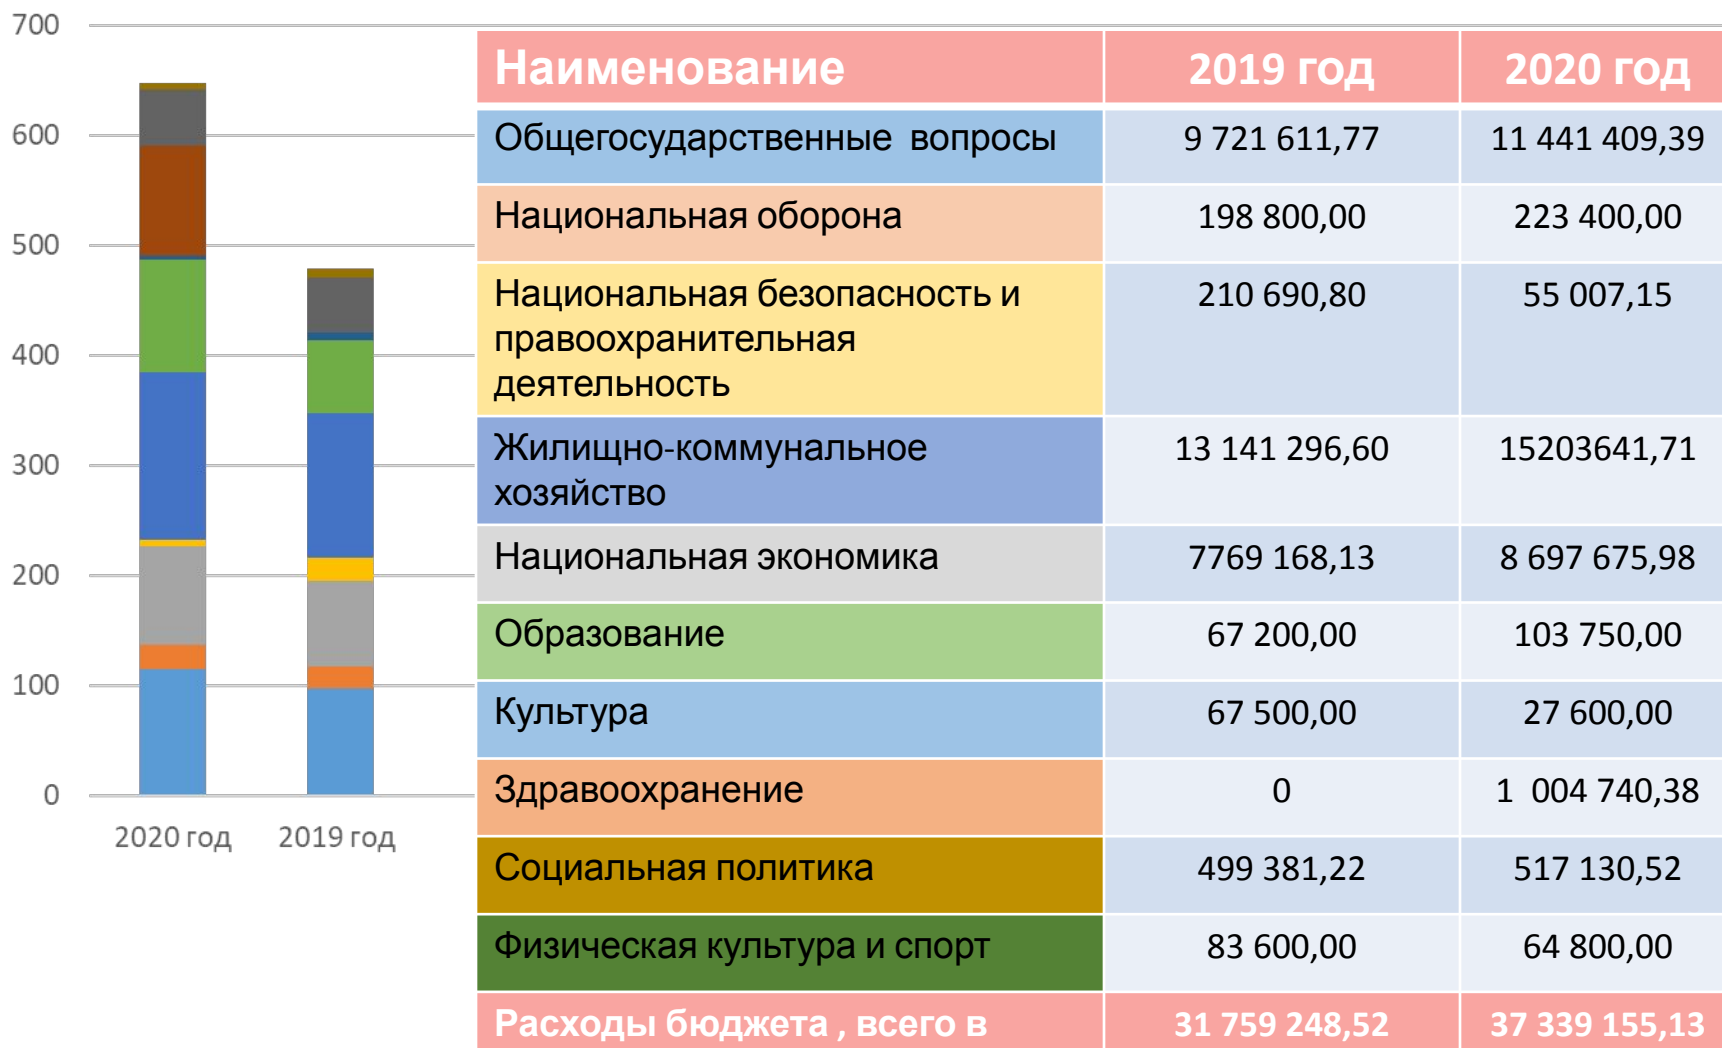 700
600
500
400
300
200
100
0
2020 год 2019 год
Наименование 2019 год 2020 год
Общегосударственные вопросы 9 721 611,77 11 441 409,39
Национальная оборона 198 800,00 223 400,00
Национальная безопасность и 210 690,80 55 007,15
правоохранительная
деятельность
Жилищно-коммунальное 13 141 296,60 15203641,71
хозяйство
Национальная экономика 7769 168,13 8 697 675,98
Образование 67 200,00 103 750,00
Культура 67 500,00 27 600,00
Здравоохранение 0 1 004 740,38
Социальная политика 499 381,22 517 130,52
Физическая культура и спорт 83 600,00 64 800,00
Расходы бюджета , всего в 31 759 248,52 37 339 155,13